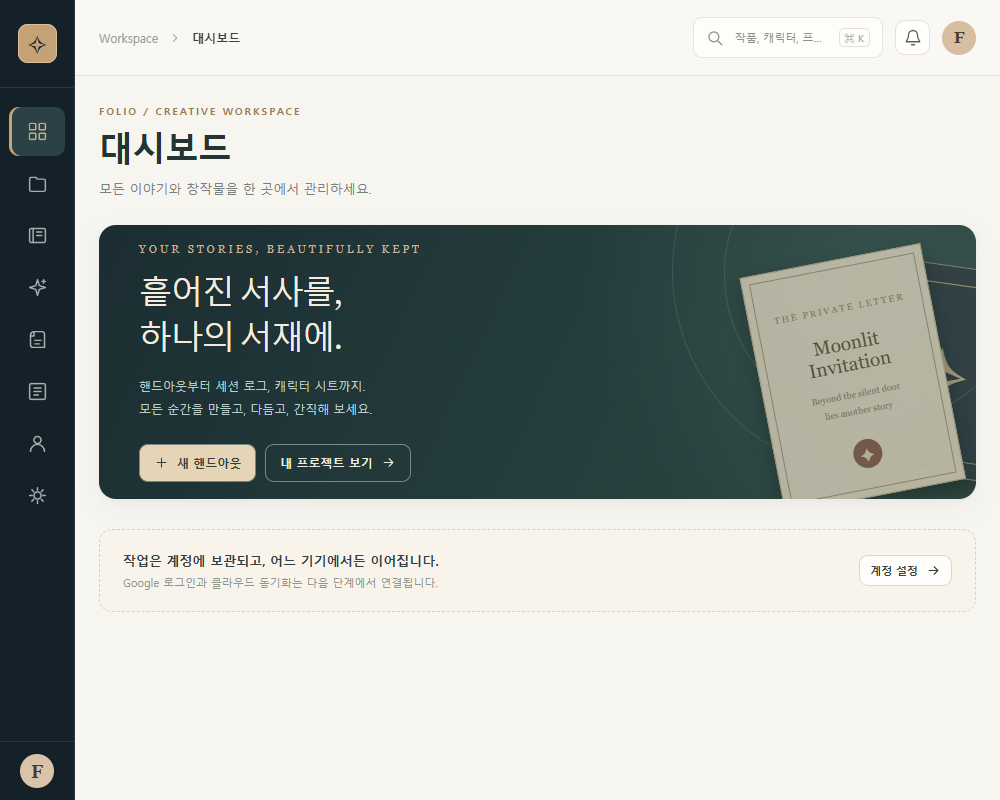 Workspace
대시보드
작품, 캐릭터, 프...
⌘ K
F
FOLIO / CREATIVE WORKSPACE
대시보드
모든 이야기와 창작물을 한 곳에서 관리하세요.
YOUR STORIES, BEAUTIFULLY KEPT
흩어진 서사를,
하나의 서재에.
핸드아웃부터 세션 로그, 캐릭터 시트까지.
모든 순간을 만들고, 다듬고, 간직해 보세요.
새 핸드아웃
내 프로젝트 보기
THE PRIVATE LETTER
Moonlit
Invitation
Beyond the silent door
lies another story
작업은 계정에 보관되고, 어느 기기에서든 이어집니다.
Google 로그인과 클라우드 동기화는 다음 단계에서 연결됩니다.
계정 설정
F